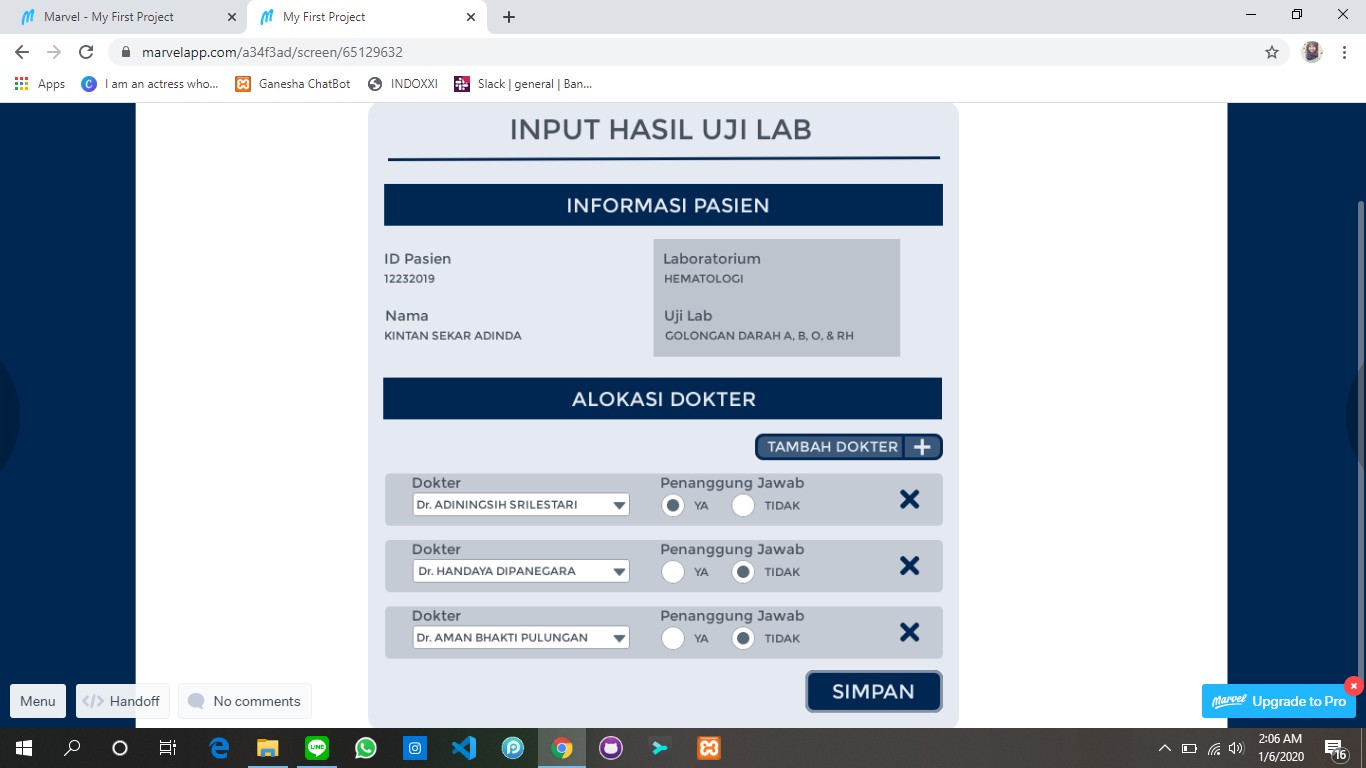 Marvel - My First Project
My First Project
marvelapp.com/a34f3ad/screen/65129632
Apps
I am an actress who...
Ganesha ChatBot
INDOXXI
Slack | general | Ban...
INPUT HASIL UJI LAB
INFORMASI PASIEN
ID Pasien
12232019
Laboratorium
HEMATOLOGI
Nama
KINTAN SEKAR ADINDA
Uji Lab
GOLONGAN DARAH A, B, O, & RH
ALOKASI DOKTER
TAMBAH DOKTER +
Dokter
Penanggung Jawab
Dr. ADININGSIH SRILESTARI
YA
TIDAK
Dokter
Penanggung Jawab
Dr. HANDAYA DIPANEGARA
YA
TIDAK
Dokter
Penanggung Jawab
Dr. AMAN BHAKTI PULUNGAN
YA
TIDAK
SIMPAN
Menu
</> Handoff
No comments
Marvel Upgrade to Pro
LINE
2:06 AM
1/6/2020
16